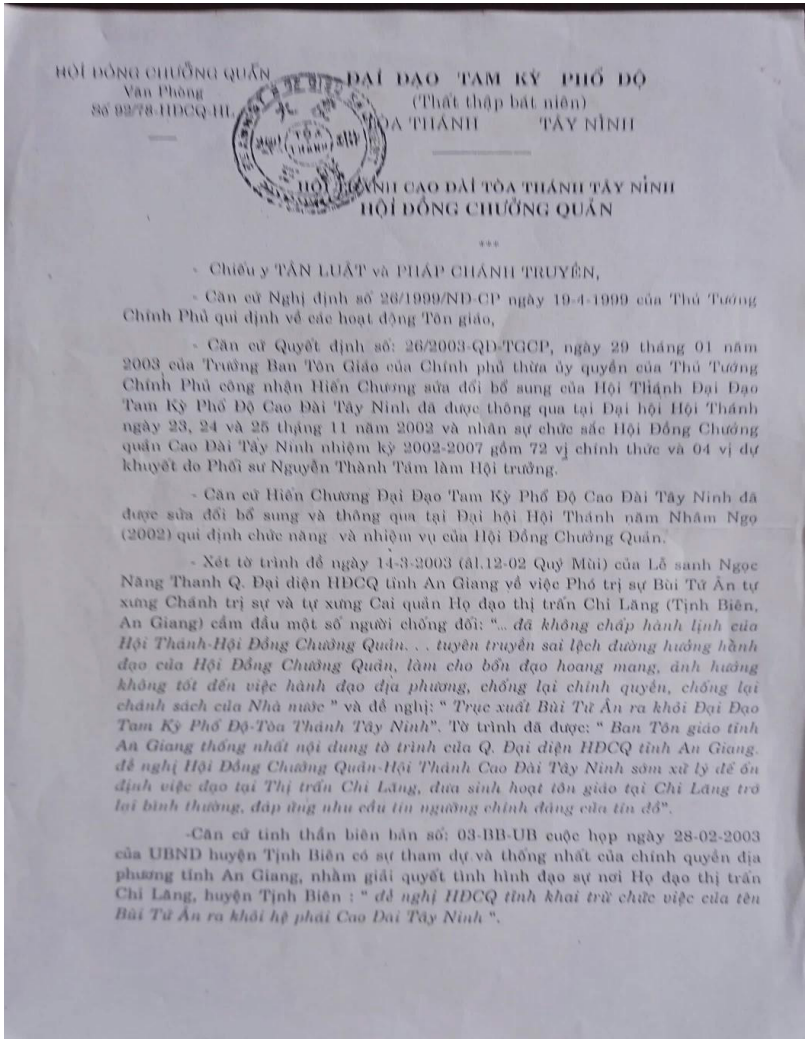 HỘI ĐỒNG CHƯỞNG QUẢN
Văn Phòng
Số 92/78-HĐCQ-HL
ĐẠI ĐẠO TAM KỲ PHỔ ĐỘ
(Thất thập bát niên)
TÒA THÁNH TÂY NINH
TÒA
THÁNH
HỘI THÁNH CAO ĐÀI TÒA THÁNH TÂY NINH
HỘI ĐỒNG CHƯỞNG QUẢN
***
- Chiếu y TÂN LUẬT và PHÁP CHÁNH TRUYỀN,
- Căn cứ Nghị định số 26/1999/NĐ-CP ngày 19-4-1999 của Thủ Tướng
Chính Phủ qui định về các hoạt động Tôn giáo,
- Căn cứ Quyết định số: 26/2003-QĐ-TGCP, ngày 29 tháng 01 năm
2003 của Trưởng Ban Tôn Giáo của Chính phủ thừa ủy quyền của Thủ Tướng
Chính Phủ công nhận Hiến Chương sửa đổi bổ sung của Hội Thánh Đại Đạo
Tam Kỳ Phổ Độ Cao Đài Tây Ninh đã được thông qua tại Đại hội Hội Thánh
ngày 23, 24 và 25 tháng 11 năm 2002 và nhân sự chức sắc Hội Đồng Chưởng
quản Cao Đài Tây Ninh nhiệm kỳ 2002-2007 gồm 72 vị chính thức và 04 vị dự
khuyết do Phối sư Nguyễn Thành Tám làm Hội trưởng.
- Căn cứ Hiến Chương Đại Đạo Tam Kỳ Phổ Độ Cao Đài Tây Ninh đã
được sửa đổi bổ sung và thông qua tại Đại hội Hội Thánh năm Nhâm Ngọ
(2002) qui định chức năng và nhiệm vụ của Hội Đồng Chưởng Quản.
- Xét tờ trình đề ngày 14-3-2003 (âl.12-02 Quý Mùi) của Lễ sanh Ngọc
Năng Thanh Q. Đại diện HĐCQ tỉnh An Giang về việc Phó trị sự Bùi Tứ Ân tự
xưng Chánh trị sự và tự xưng Cai quản Họ đạo thị trấn Chi Lăng (Tịnh Biên,
An Giang) cầm đầu một số người chống đối: "... đã không chấp hành lịnh của
Hội Thánh-Hội Đồng Chưởng Quản. . . tuyên truyền sai lệch đường hướng hành
đạo của Hội Đồng Chưởng Quản, làm cho bổn đạo hoang mang, ảnh hưởng
không tốt đến việc hành đạo địa phương, chống lại chính quyền, chống lại
chánh sách của Nhà nước " và đề nghị: " Trục xuất Bùi Tứ Ân ra khỏi Đại Đạo
Tam Kỳ Phổ Độ-Tòa Thánh Tây Ninh". Tờ trình đã được: " Ban Tôn giáo tỉnh
An Giang thống nhất nội dung tờ trình của Q. Đại diện HĐCQ tỉnh An Giang.
đề nghị Hội Đồng Chưởng Quản-Hội Thánh Cao Đài Tây Ninh sớm xử lý để ổn
định việc đạo tại Thị trấn Chi Lăng, đưa sinh hoạt tôn giáo tại Chi Lăng trở
lại bình thường, đáp ứng nhu cầu tín ngưỡng chính đáng của tín đồ".
-Căn cứ tinh thần biên bản số: 03-BB-UB cuộc họp ngày 28-02-2003
của UBND huyện Tịnh Biên có sự tham dự và thống nhất của chính quyền địa
phương tỉnh An Giang, nhằm giải quyết tình hình đạo sự nơi Họ đạo thị trấn
Chi Lăng, huyện Tịnh Biên : " đề nghị HĐCQ tỉnh khai trừ chức việc của tên
Bùi Tứ Ân ra khỏi hệ phái Cao Đài Tây Ninh ".